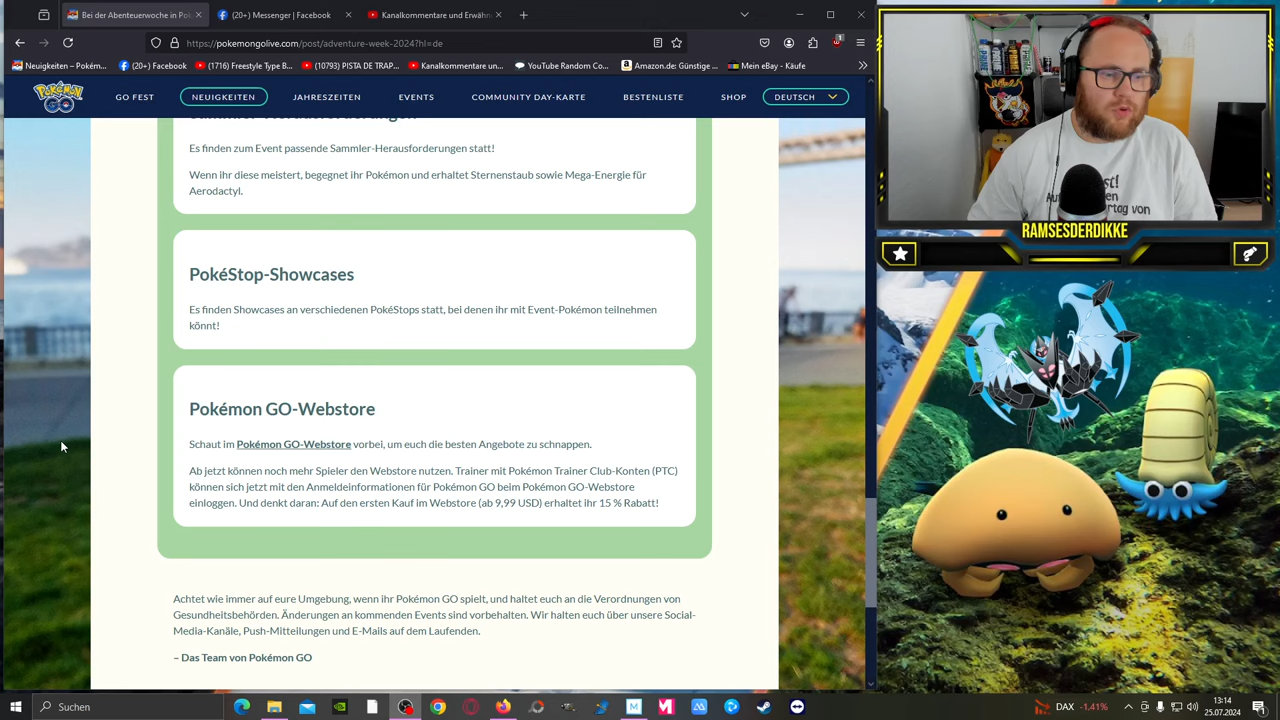 Bei der Abenteuerwoche in Pok
(20+) Messenger | Facebook
Kanalkommentare und Erwähn
https://pokemongolive.com/post/adventure-week-2024?hl=de
Neuigkeiten – Pokém...
(20+) Facebook
(1716) Freestyle Type B...
(1073) PISTA DE TRAP...
Kanalkommentare un...
YouTube Random Co...
Amazon.de: Günstige ...
Mein eBay - Käufe
POKÉMON GO
GO FEST
NEUIGKEITEN
JAHRESZEITEN
EVENTS
COMMUNITY DAY-KARTE
BESTENLISTE
SHOP
DEUTSCH
Es finden zum Event passende Sammler-Herausforderungen statt!
Wenn ihr diese meistert, begegnet ihr Pokémon und erhaltet Sternenstaub sowie Mega-Energie für
Aerodactyl.
PokéStop-Showcases
Es finden Showcases an verschiedenen PokéStops statt, bei denen ihr mit Event-Pokémon teilnehmen
könnt!
Pokémon GO-Webstore
Schaut im Pokémon GO-Webstore vorbei, um euch die besten Angebote zu schnappen.
Ab jetzt können noch mehr Spieler den Webstore nutzen. Trainer mit Pokémon Trainer Club-Konten (PTC)
können sich jetzt mit den Anmeldeinformationen für Pokémon GO beim Pokémon GO-Webstore
einloggen. Und denkt daran: Auf den ersten Kauf im Webstore (ab 9,99 USD) erhaltet ihr 15 % Rabatt!
Achtet wie immer auf eure Umgebung, wenn ihr Pokémon GO spielt, und haltet euch an die Verordnungen von
Gesundheitsbehörden. Änderungen an kommenden Events sind vorbehalten. Wir halten euch über unsere Social-
Media-Kanäle, Push-Mitteilungen und E-Mails auf dem Laufenden.
– Das Team von Pokémon GO
RAMSESDERDIKKE
Suchen
DAX -1,41%
13:14
25.07.2024